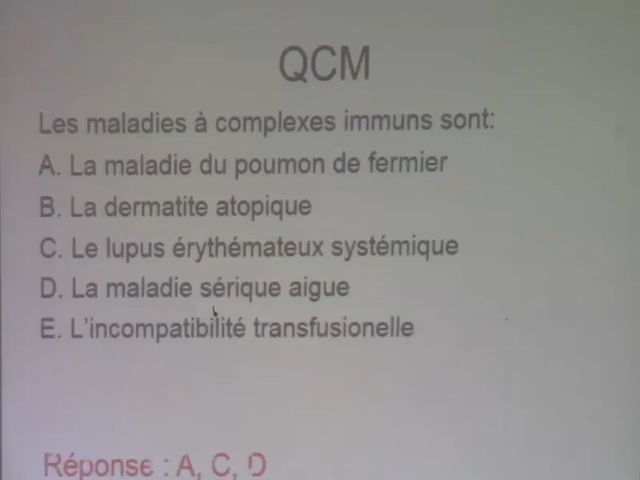 QCM
Les maladies à complexes immuns sont:
A. La maladie du poumon de fermier
B. La dermatite atopique
C. Le lupus érythémateux systémique
D. La maladie sérique aigue
E. L'incompatibilité transfusionelle
Réponse : A, C, D